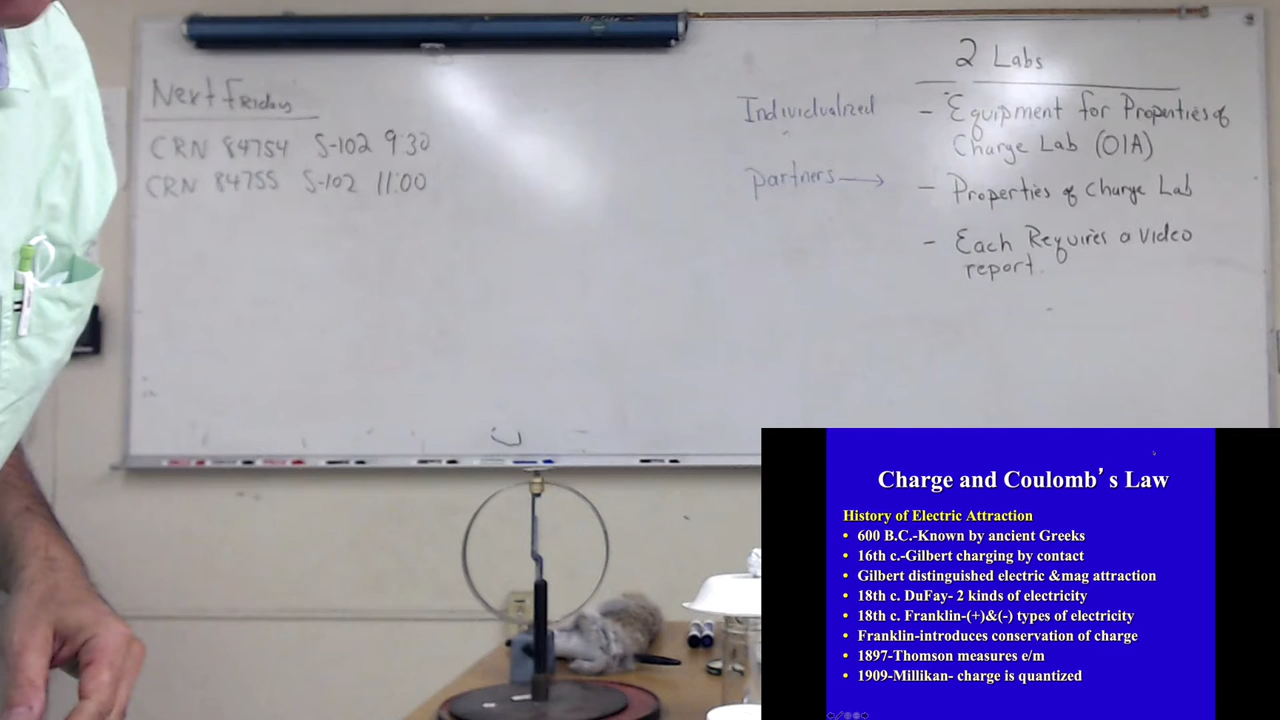 Next Friday
CRN 84754 S-102 9:30
CRN 84755 S-102 11:00
2 Labs
Individualized
- Equipment for Properties of
Charge Lab (OIA)
partners →
- Properties of Charge Lab
- Each Requires a video
report.
Charge and Coulomb's Law
History of Electric Attraction
• 600 B.C.-Known by ancient Greeks
• 16th c.-Gilbert charging by contact
• Gilbert distinguished electric &mag attraction
• 18th c. DuFay- 2 kinds of electricity
• 18th c. Franklin-(+)&(-) types of electricity
• Franklin-introduces conservation of charge
• 1897-Thomson measures e/m
• 1909-Millikan- charge is quantized